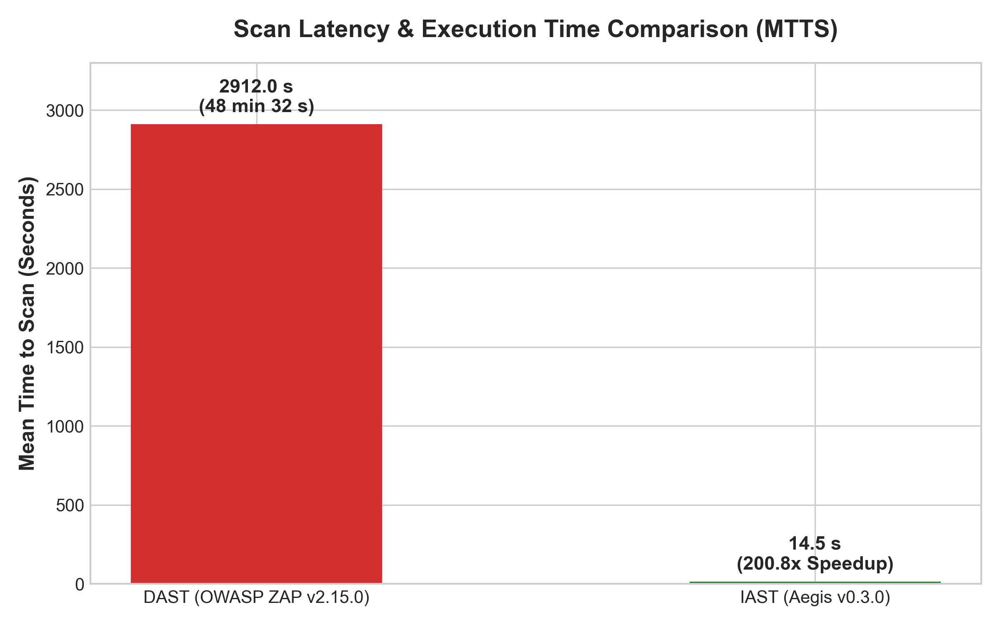 Scan Latency & Execution Time Comparison (MTTS)
Mean Time to Scan (Seconds)
3000
2500
2000
1500
1000
500
0
2912.0 s
(48 min 32 s)
14.5 s
(200.8x Speedup)
DAST (OWASP ZAP v2.15.0)
IAST (Aegis v0.3.0)